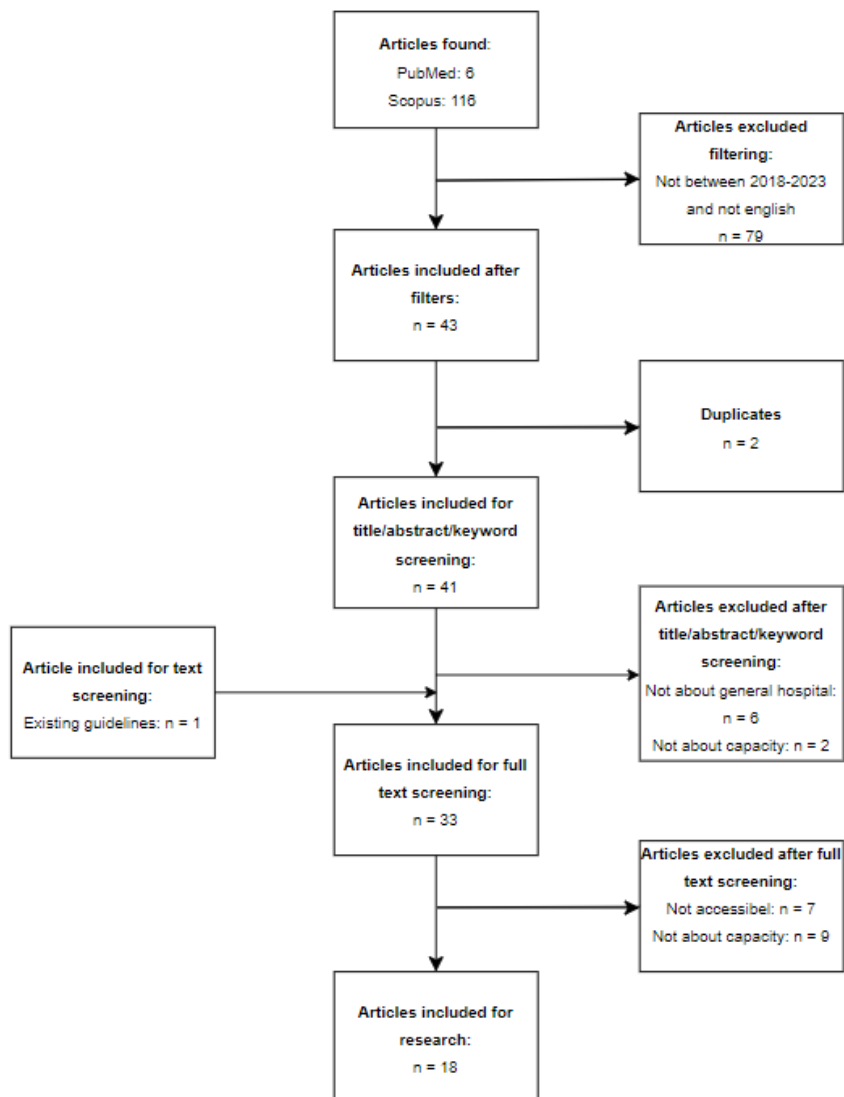 Articles found:
PubMed: 6
Scopus: 116
Articles excluded
filtering:
Not between 2018-2023
and not english
n = 79
Articles included after
filters:
n = 43
Duplicates
n = 2
Articles included for
title/abstract/keyword
screening:
n = 41
Articles excluded after
title/abstract/keyword
screening:
Not about general hospital:
n = 6
Not about capacity: n = 2
Article included for text
screening:
Existing guidelines: n = 1
Articles included for full
text screening:
n = 33
Articles excluded after full
text screening:
Not accessibel: n = 7
Not about capacity: n = 9
Articles included for
research:
n = 18